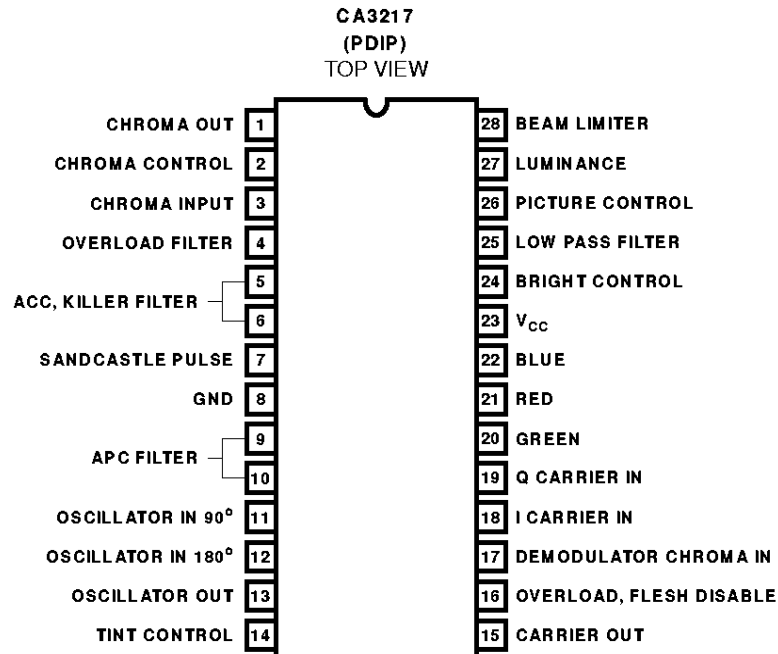 CA3217
(PDIP)
TOP VIEW
CHROMA OUT 1
28 BEAM LIMITER
CHROMA CONTROL 2
27 LUMINANCE
CHROMA INPUT 3
26 PICTURE CONTROL
OVERLOAD FILTER 4
25 LOW PASS FILTER
ACC, KILLER FILTER
5
24 BRIGHT CONTROL
6
23 VCC
SANDCASTLE PULSE 7
22 BLUE
GND 8
21 RED
APC FILTER
9
20 GREEN
10
19 Q CARRIER IN
OSCILLATOR IN 90° 11
18 I CARRIER IN
OSCILLATOR IN 180° 12
17 DEMODULATOR CHROMA IN
OSCILLATOR OUT 13
16 OVERLOAD, FLESH DISABLE
TINT CONTROL 14
15 CARRIER OUT